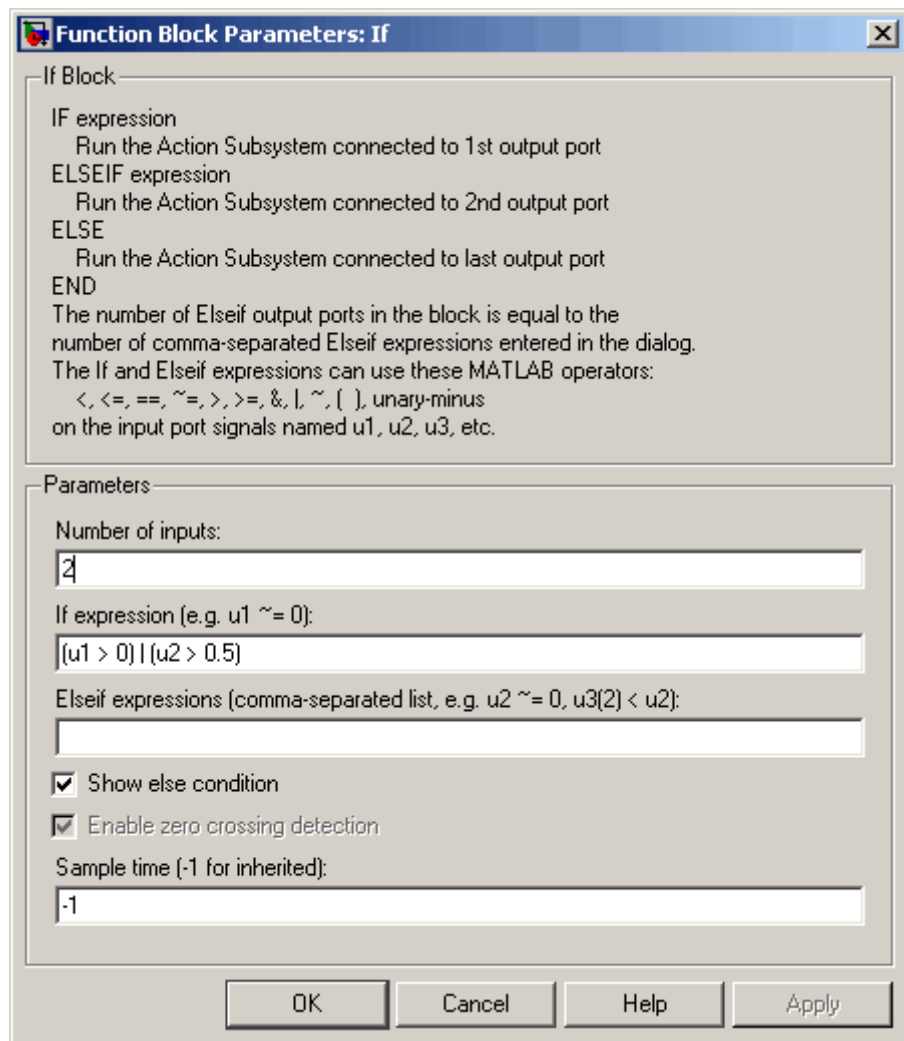 Function Block Parameters: If
If Block
IF expression
Run the Action Subsystem connected to 1st output port
ELSEIF expression
Run the Action Subsystem connected to 2nd output port
ELSE
Run the Action Subsystem connected to last output port
END
The number of Elseif output ports in the block is equal to the
number of comma-separated Elseif expressions entered in the dialog.
The If and Elseif expressions can use these MATLAB operators:
<, <=, ==, ~=, >, >=, &, |, ~, ( ), unary-minus
on the input port signals named u1, u2, u3, etc.
Parameters
Number of inputs:
2
If expression (e.g. u1 ~= 0):
(u1 > 0) | (u2 > 0.5)
Elseif expressions (comma-separated list, e.g. u2 ~= 0, u3(2) < u2):
Show else condition
Enable zero crossing detection
Sample time (-1 for inherited):
-1
OK Cancel Help Apply